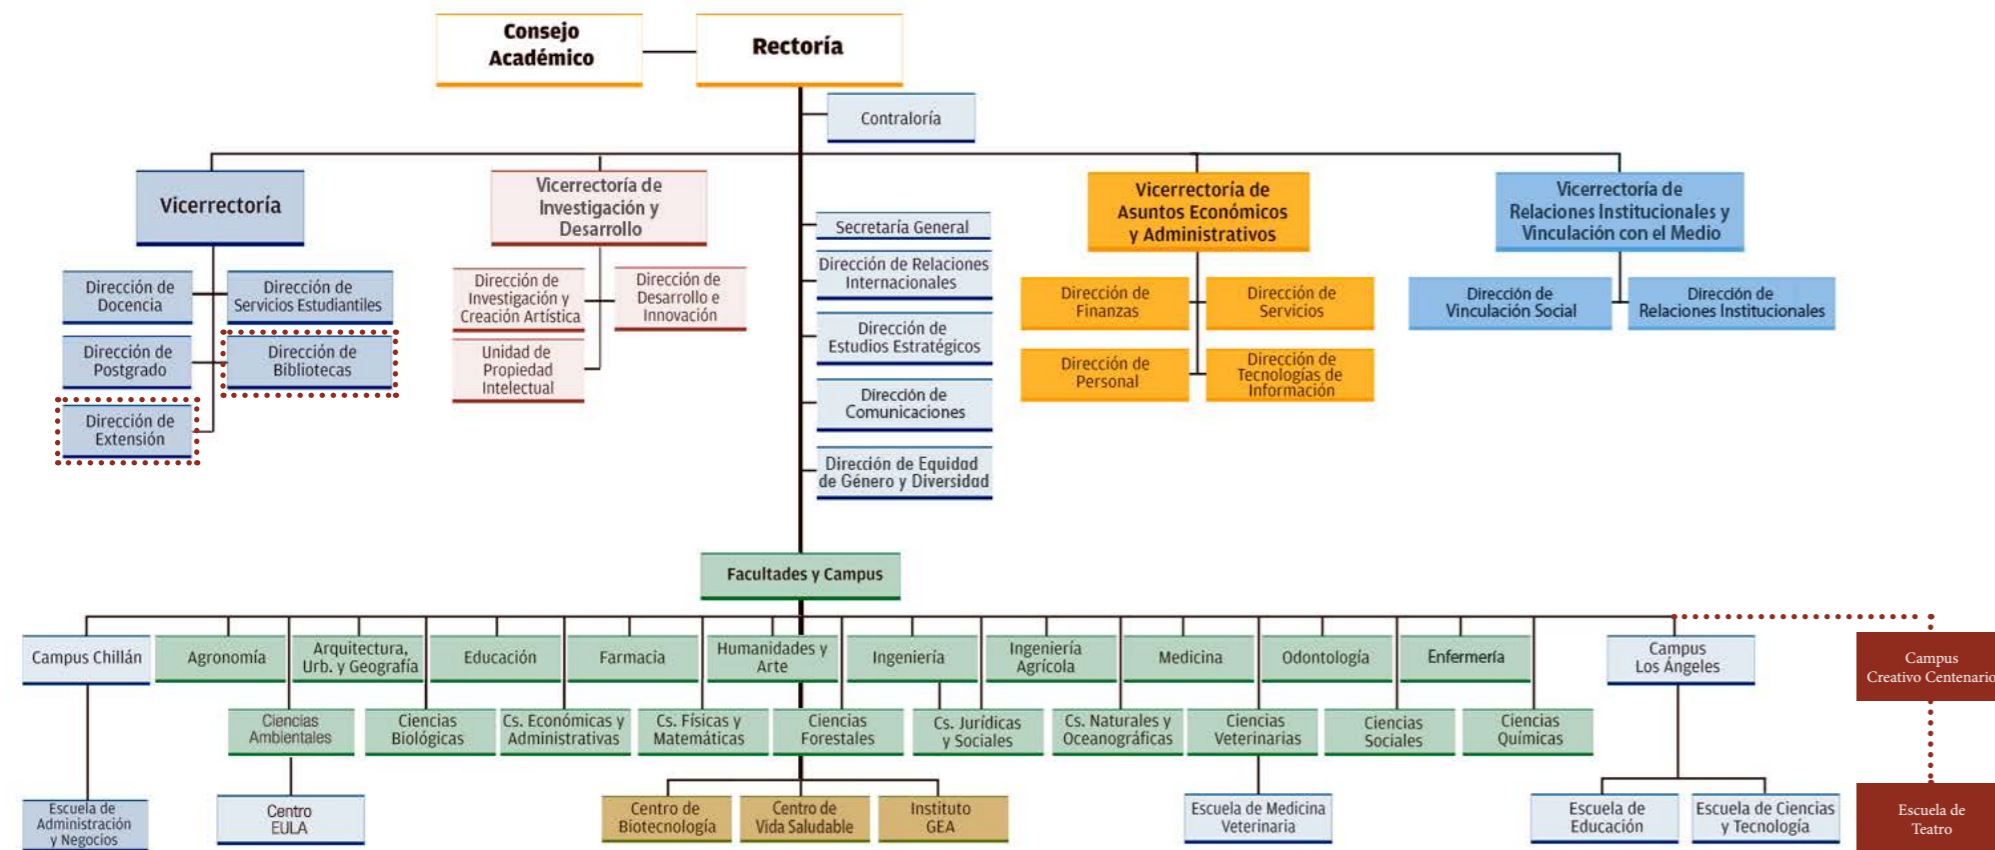 Consejo
Académico
Rectoría
Contraloría
Vicerrectoría
Vicerrectoría de
Investigación y
Desarrollo
Vicerrectoría de
Asuntos Económicos
y Administrativos
Vicerrectoría de
Relaciones Institucionales y
Vinculación con el Medio
Dirección de
Docencia
Dirección de
Servicios Estudiantiles
Dirección de
Postgrado
Dirección de
Bibliotecas
Dirección de
Extensión
Dirección de
Investigación y
Creación Artística
Dirección de
Desarrollo e
Innovación
Unidad de
Propiedad
Intelectual
Secretaría General
Dirección de Relaciones
Internacionales
Dirección de
Estudios Estratégicos
Dirección de
Comunicaciones
Dirección de Equidad
de Género y Diversidad
Dirección de
Finanzas
Dirección de
Servicios
Dirección de
Personal
Dirección de
Tecnologías de
Información
Dirección de
Vinculación Social
Dirección de
Relaciones Institucionales
Facultades y Campus
Campus Chillán
Agronomía
Arquitectura,
Urb. y Geografía
Educación
Farmacia
Humanidades y
Arte
Ingeniería
Ingeniería
Agrícola
Medicina
Odontología
Enfermería
Campus
Los Ángeles
Campus
Creativo Centenario
Ciencias
Ambientales
Ciencias
Biológicas
Cs. Económicas y
Administrativas
Cs. Físicas y
Matemáticas
Ciencias
Forestales
Cs. Jurídicas
y Sociales
Cs. Naturales y
Oceanográficas
Ciencias
Veterinarias
Ciencias
Sociales
Ciencias
Químicas
Escuela de
Administración
y Negocios
Centro
EULA
Centro de
Biotecnología
Centro de
Vida Saludable
Instituto
GEA
Escuela de Medicina
Veterinaria
Escuela de
Educación
Escuela de Ciencias
y Tecnología
Escuela de
Teatro